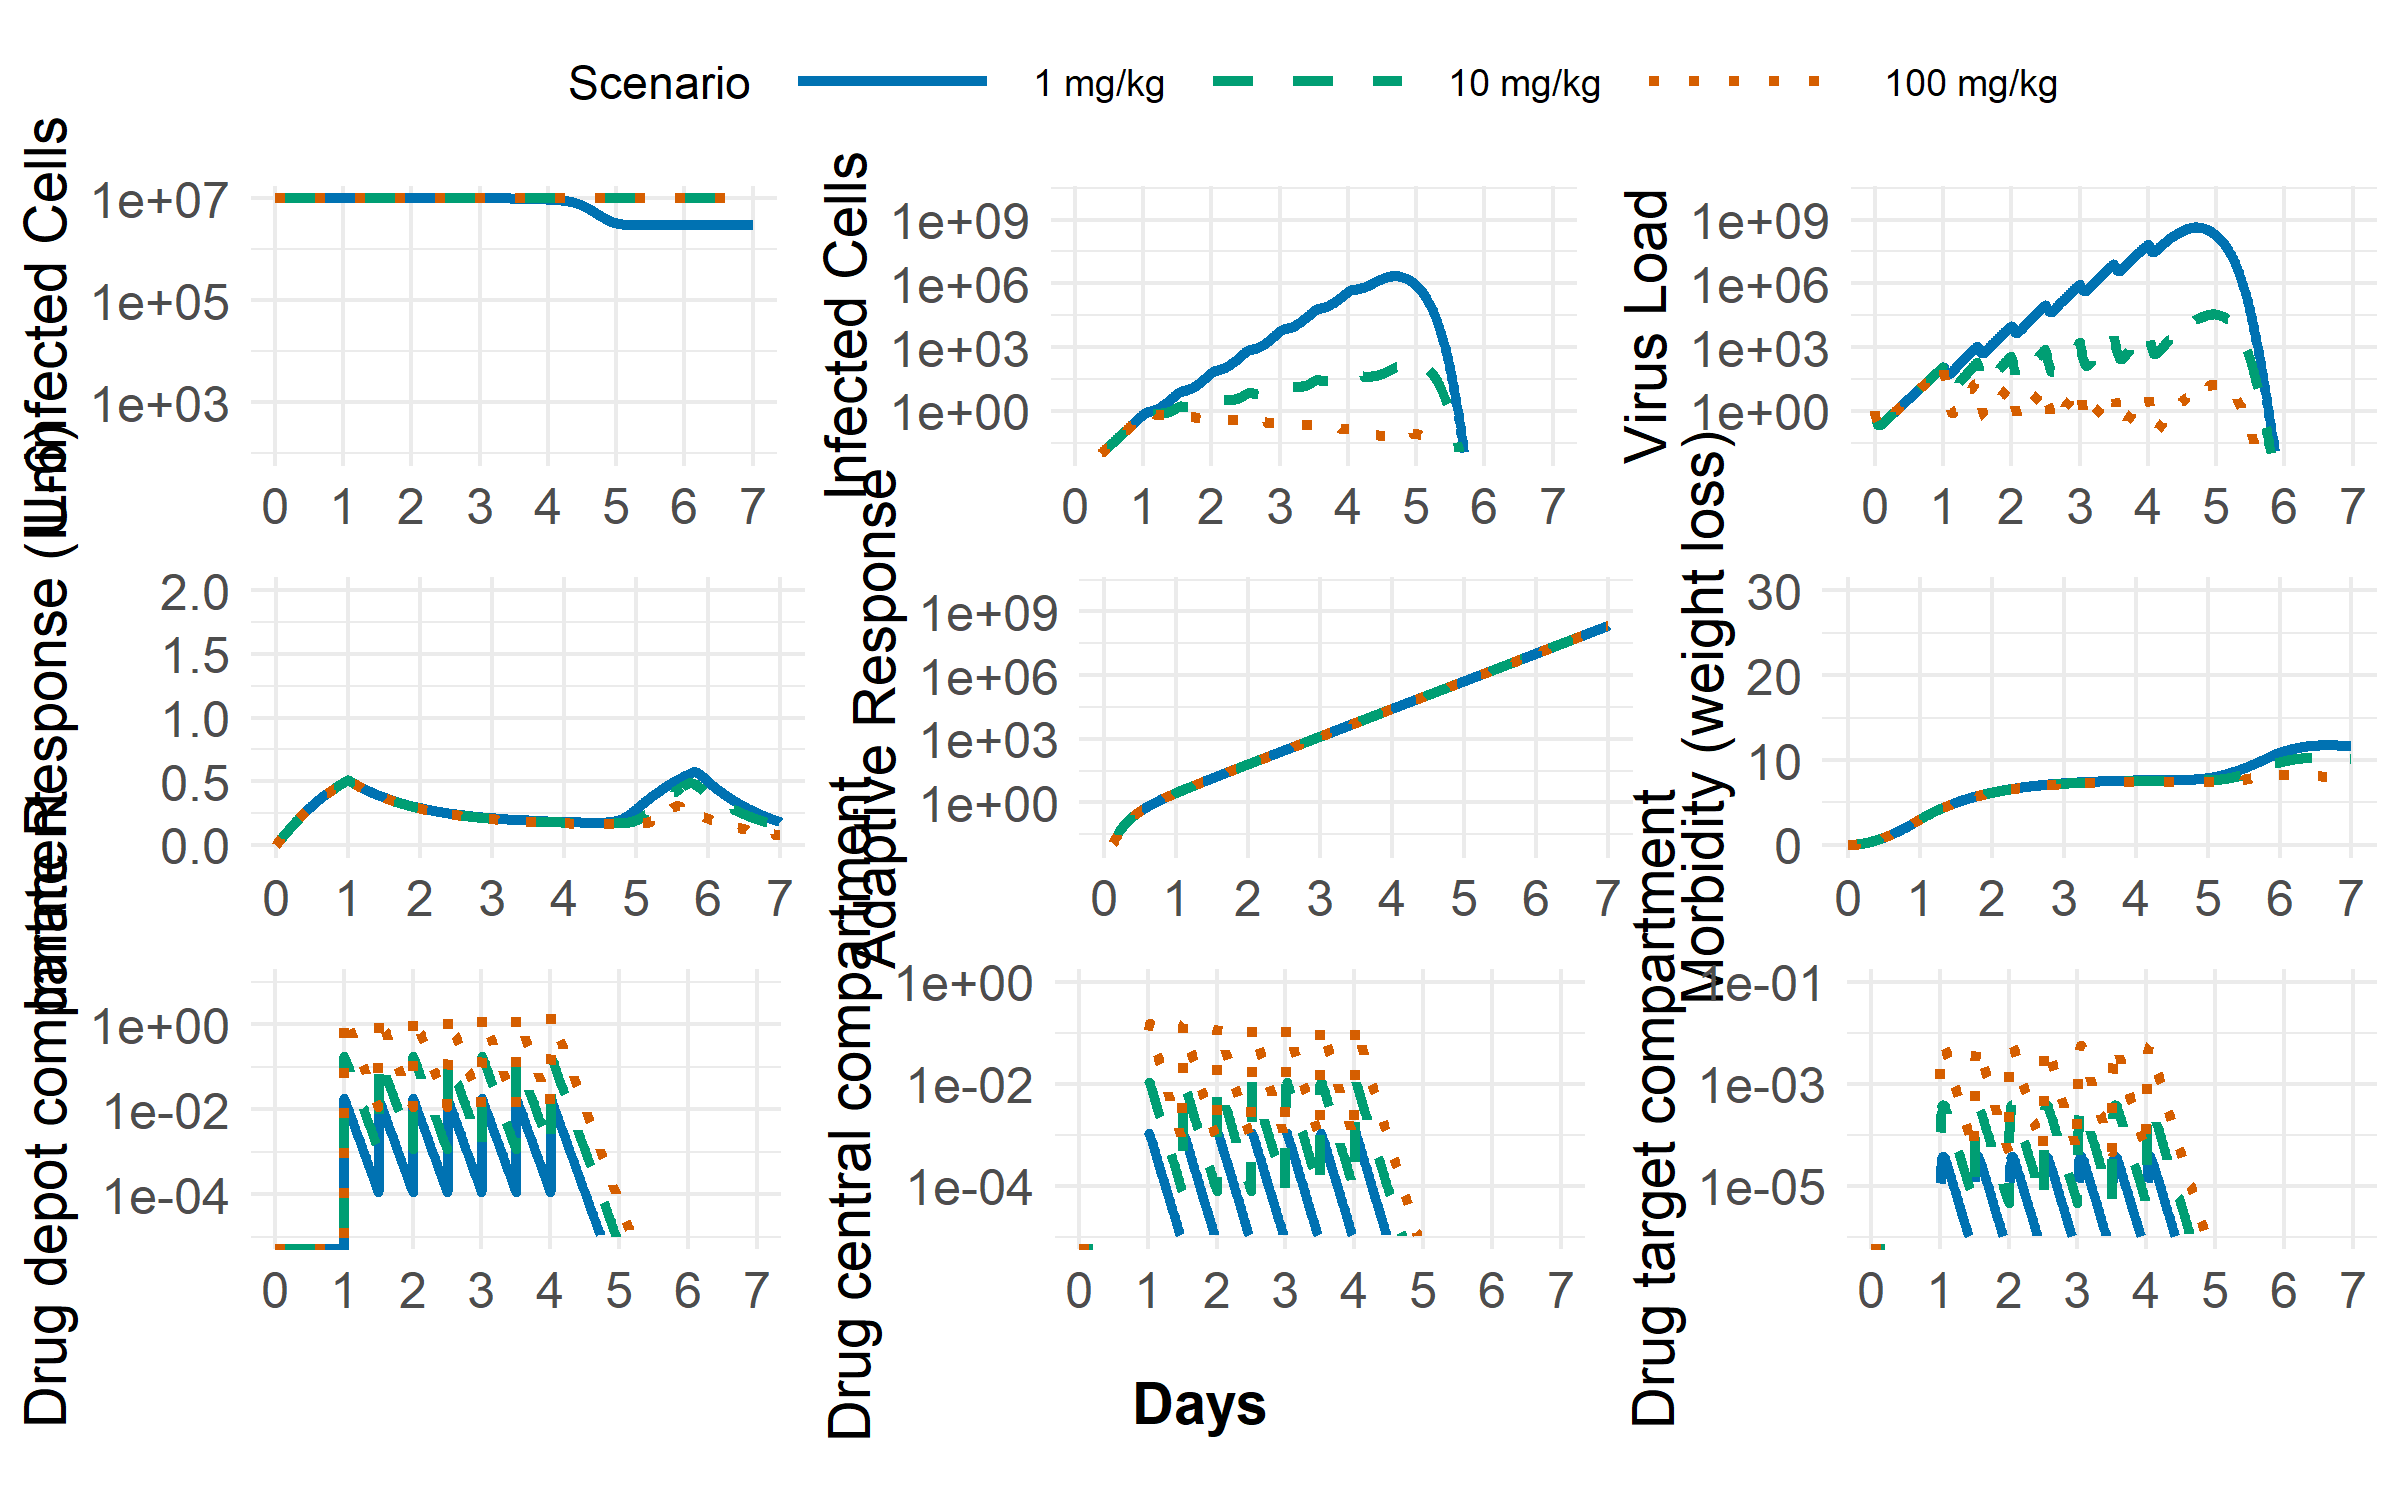 Scenario 1 mg/kg 10 mg/kg 100 mg/kg
Uninfected Cells
1e+07
1e+05
1e+03
0 1 2 3 4 5 6 7
Infected Cells
1e+09
1e+06
1e+03
1e+00
0 1 2 3 4 5 6 7
Virus Load
1e+09
1e+06
1e+03
1e+00
0 1 2 3 4 5 6 7
Innate Response (IL-6)
2.0
1.5
1.0
0.5
0.0
0 1 2 3 4 5 6 7
Adaptive Response
1e+09
1e+06
1e+03
1e+00
0 1 2 3 4 5 6 7
Morbidity (weight loss)
30
20
10
0
0 1 2 3 4 5 6 7
Drug depot compartment
1e+00
1e-02
1e-04
0 1 2 3 4 5 6 7
Drug central compartment
1e+00
1e-02
1e-04
0 1 2 3 4 5 6 7
Drug target compartment
1e-01
1e-03
1e-05
0 1 2 3 4 5 6 7
Days